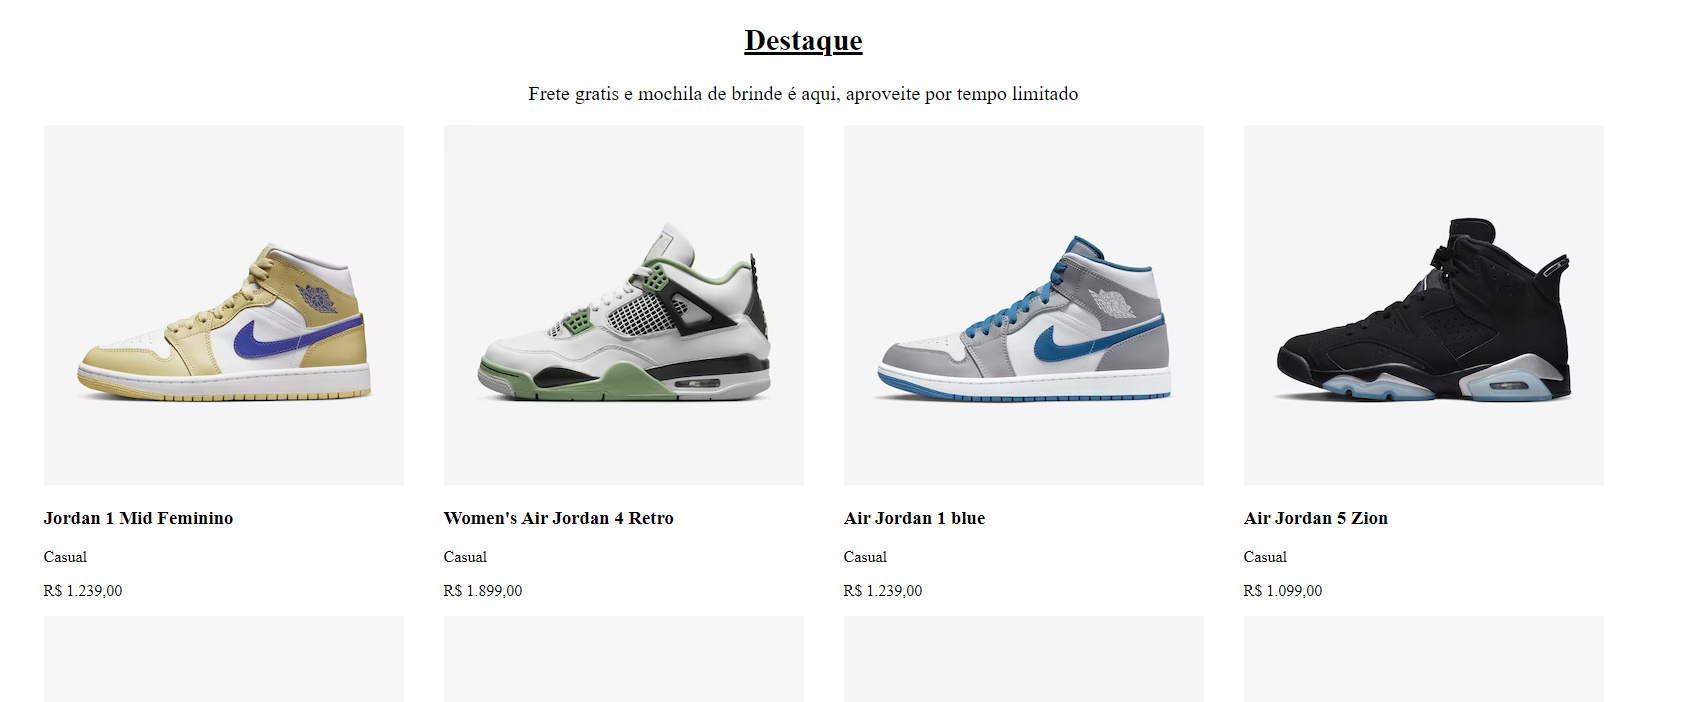 Destaque
Frete gratis e mochila de brinde é aqui, aproveite por tempo limitado
Jordan 1 Mid Feminino
Casual
R$ 1.239,00
Women's Air Jordan 4 Retro
Casual
R$ 1.899,00
Air Jordan 1 blue
Casual
R$ 1.239,00
Air Jordan 5 Zion
Casual
R$ 1.099,00